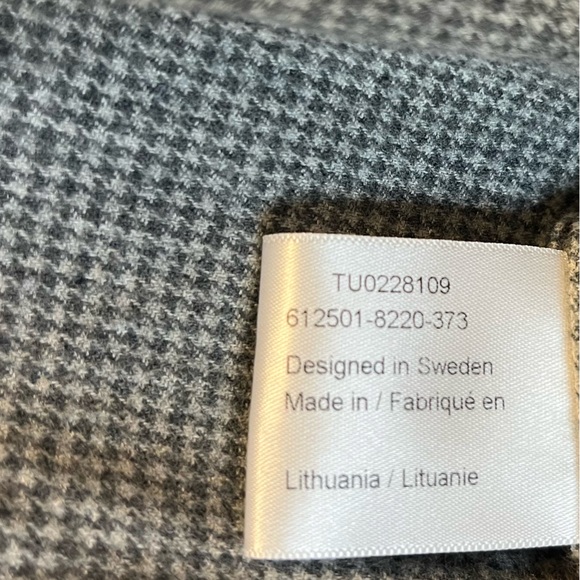 TU0228109
612501-8220-373
Designed in Sweden
Made in / Fabriqué en
Lithuania / Lituanie